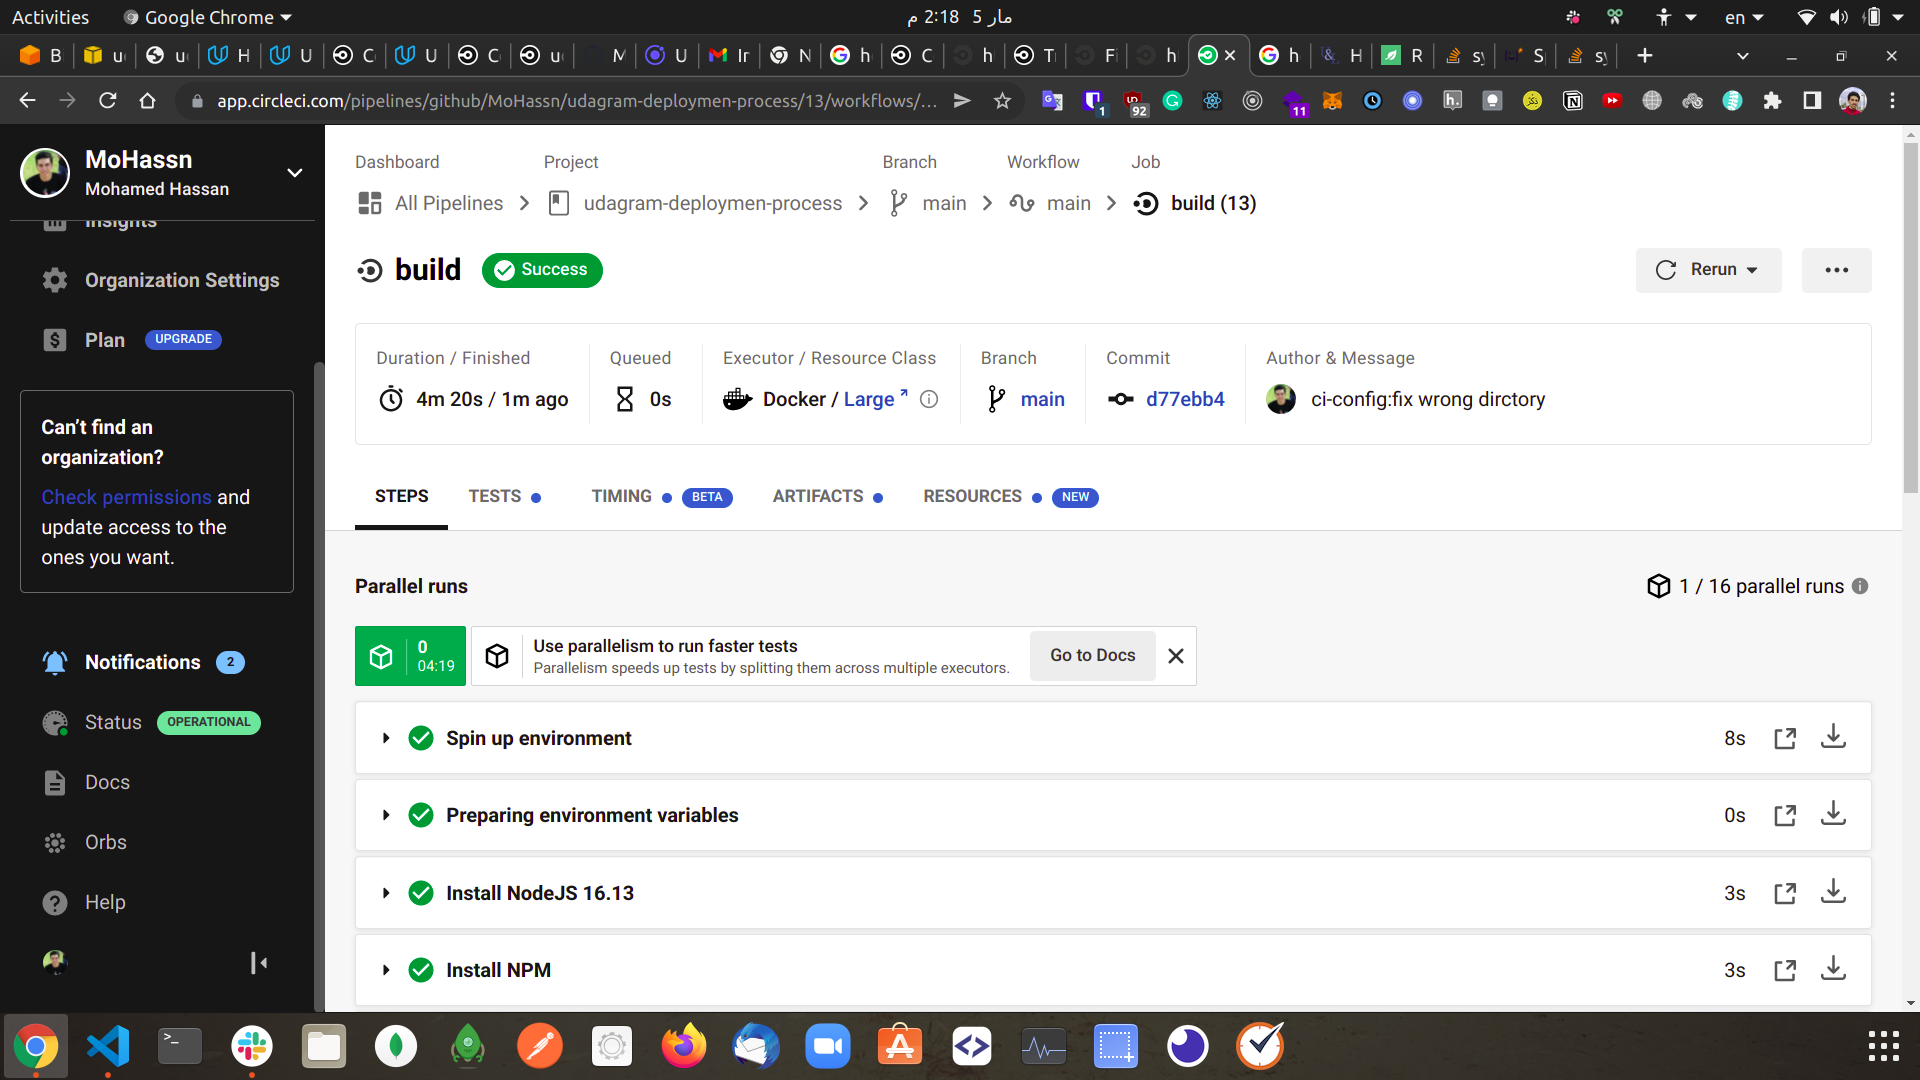 Activities
Google Chrome
مار 5 2:18 م
en
B
u
u
H
U
C
U
C
u
M
U
Ir
N
h
C
h
T
Fi
h
h
H
R
sy
S
sy
app.circleci.com/pipelines/github/MoHassn/udagram-deploymen-process/13/workflows/...
1
92
11
MoHassn
Mohamed Hassan
Insights
Organization Settings
Plan UPGRADE
Can't find an
organization?
Check permissions and
update access to the
ones you want.
Notifications 2
Status OPERATIONAL
Docs
Orbs
Help
Dashboard Project Branch Workflow Job
All Pipelines udagram-deploymen-process main main build (13)
build Success
Rerun
Duration / Finished Queued Executor / Resource Class Branch Commit Author & Message
4m 20s / 1m ago 0s Docker / Large main d77ebb4 ci-config:fix wrong dirctory
STEPS TESTS TIMING BETA ARTIFACTS RESOURCES NEW
Parallel runs
1 / 16 parallel runs
0
04:19
Use parallelism to run faster tests
Parallelism speeds up tests by splitting them across multiple executors.
Go to Docs
Spin up environment 8s
Preparing environment variables 0s
Install NodeJS 16.13 3s
Install NPM 3s